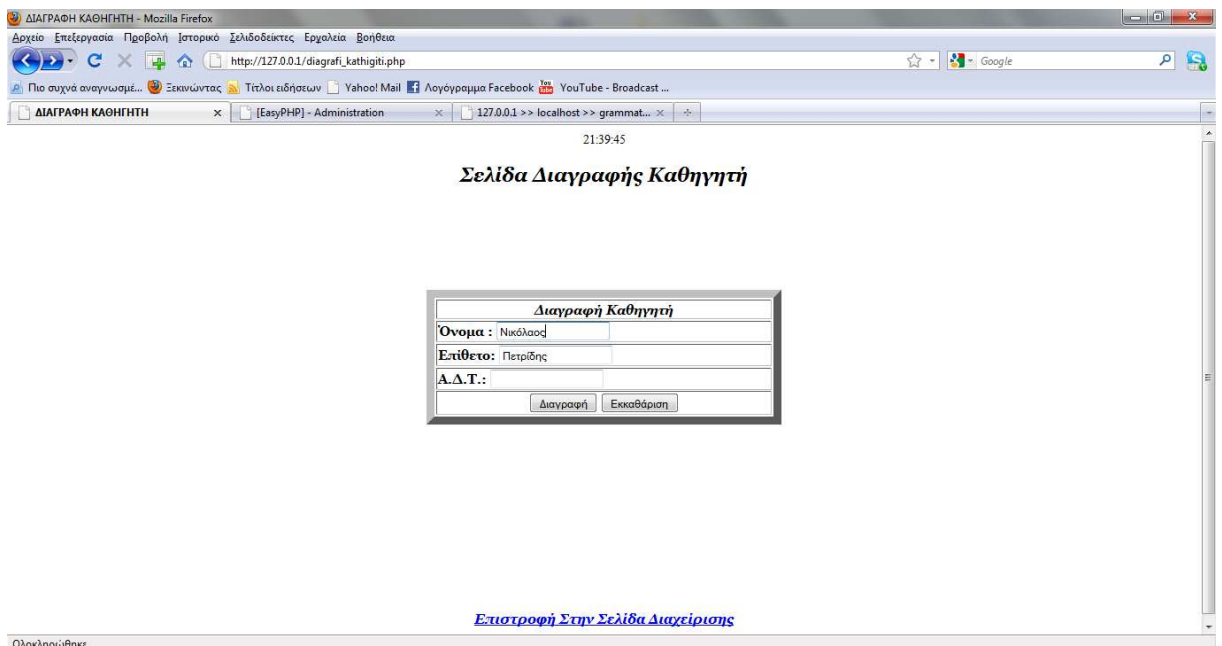 ΔΙΑΓΡΑΦΗ ΚΑΘΗΓΗΤΗ - Mozilla Firefox
Αρχείο Επεξεργασία Προβολή Ιστορικό Σελιδοδείκτες Εργαλεία Βοήθεια
http://127.0.0.1/diagrafi_kathigiti.php Google
Πιο συχνά αναγνωσμέ... Ξεκινώντας Τίτλοι ειδήσεων Yahoo! Mail Λογόγραμμα Facebook YouTube - Broadcast ...
ΔΙΑΓΡΑΦΗ ΚΑΘΗΓΗΤΗ [EasyPHP] - Administration 127.0.0.1 >> localhost >> grammat...
21:39:45
Σελίδα Διαγραφής Καθηγητή
Διαγραφή Καθηγητή
Όνομα : Νικόλαος
Επίθετο: Πετρίδης
Α.Δ.Τ.:
Διαγραφή Εκκαθάριση
Επιστροφή Στην Σελίδα Διαχείρισης
Ολοκληρώθηκε